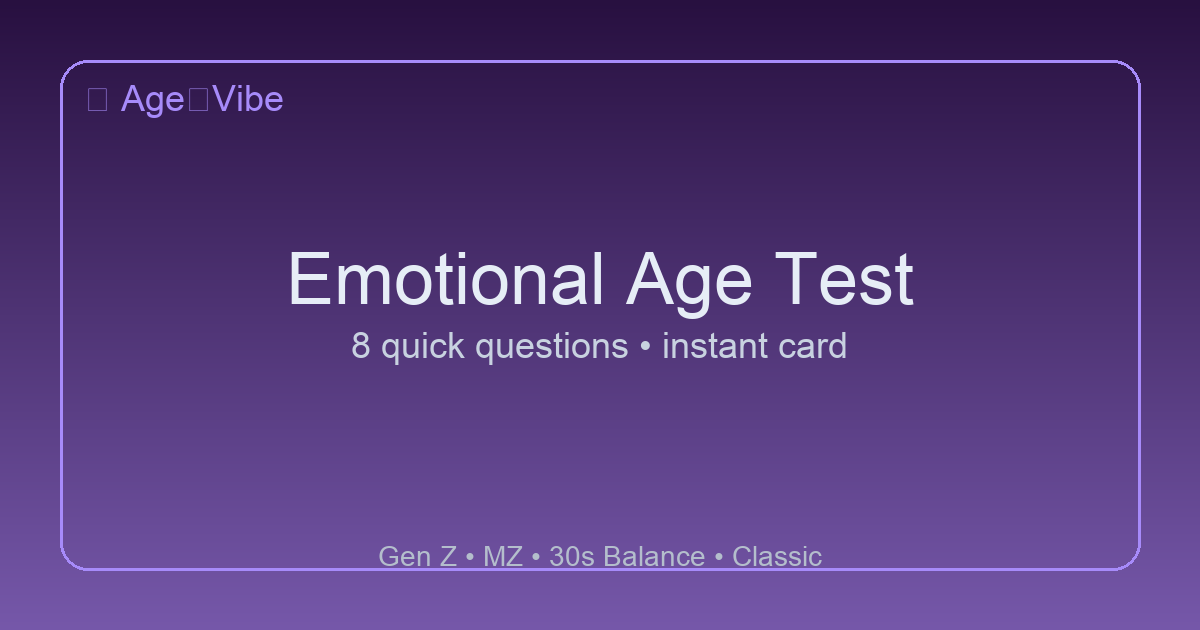 □ Age□Vibe
Emotional Age Test
8 quick questions • instant card
Gen Z • MZ • 30s Balance • Classic